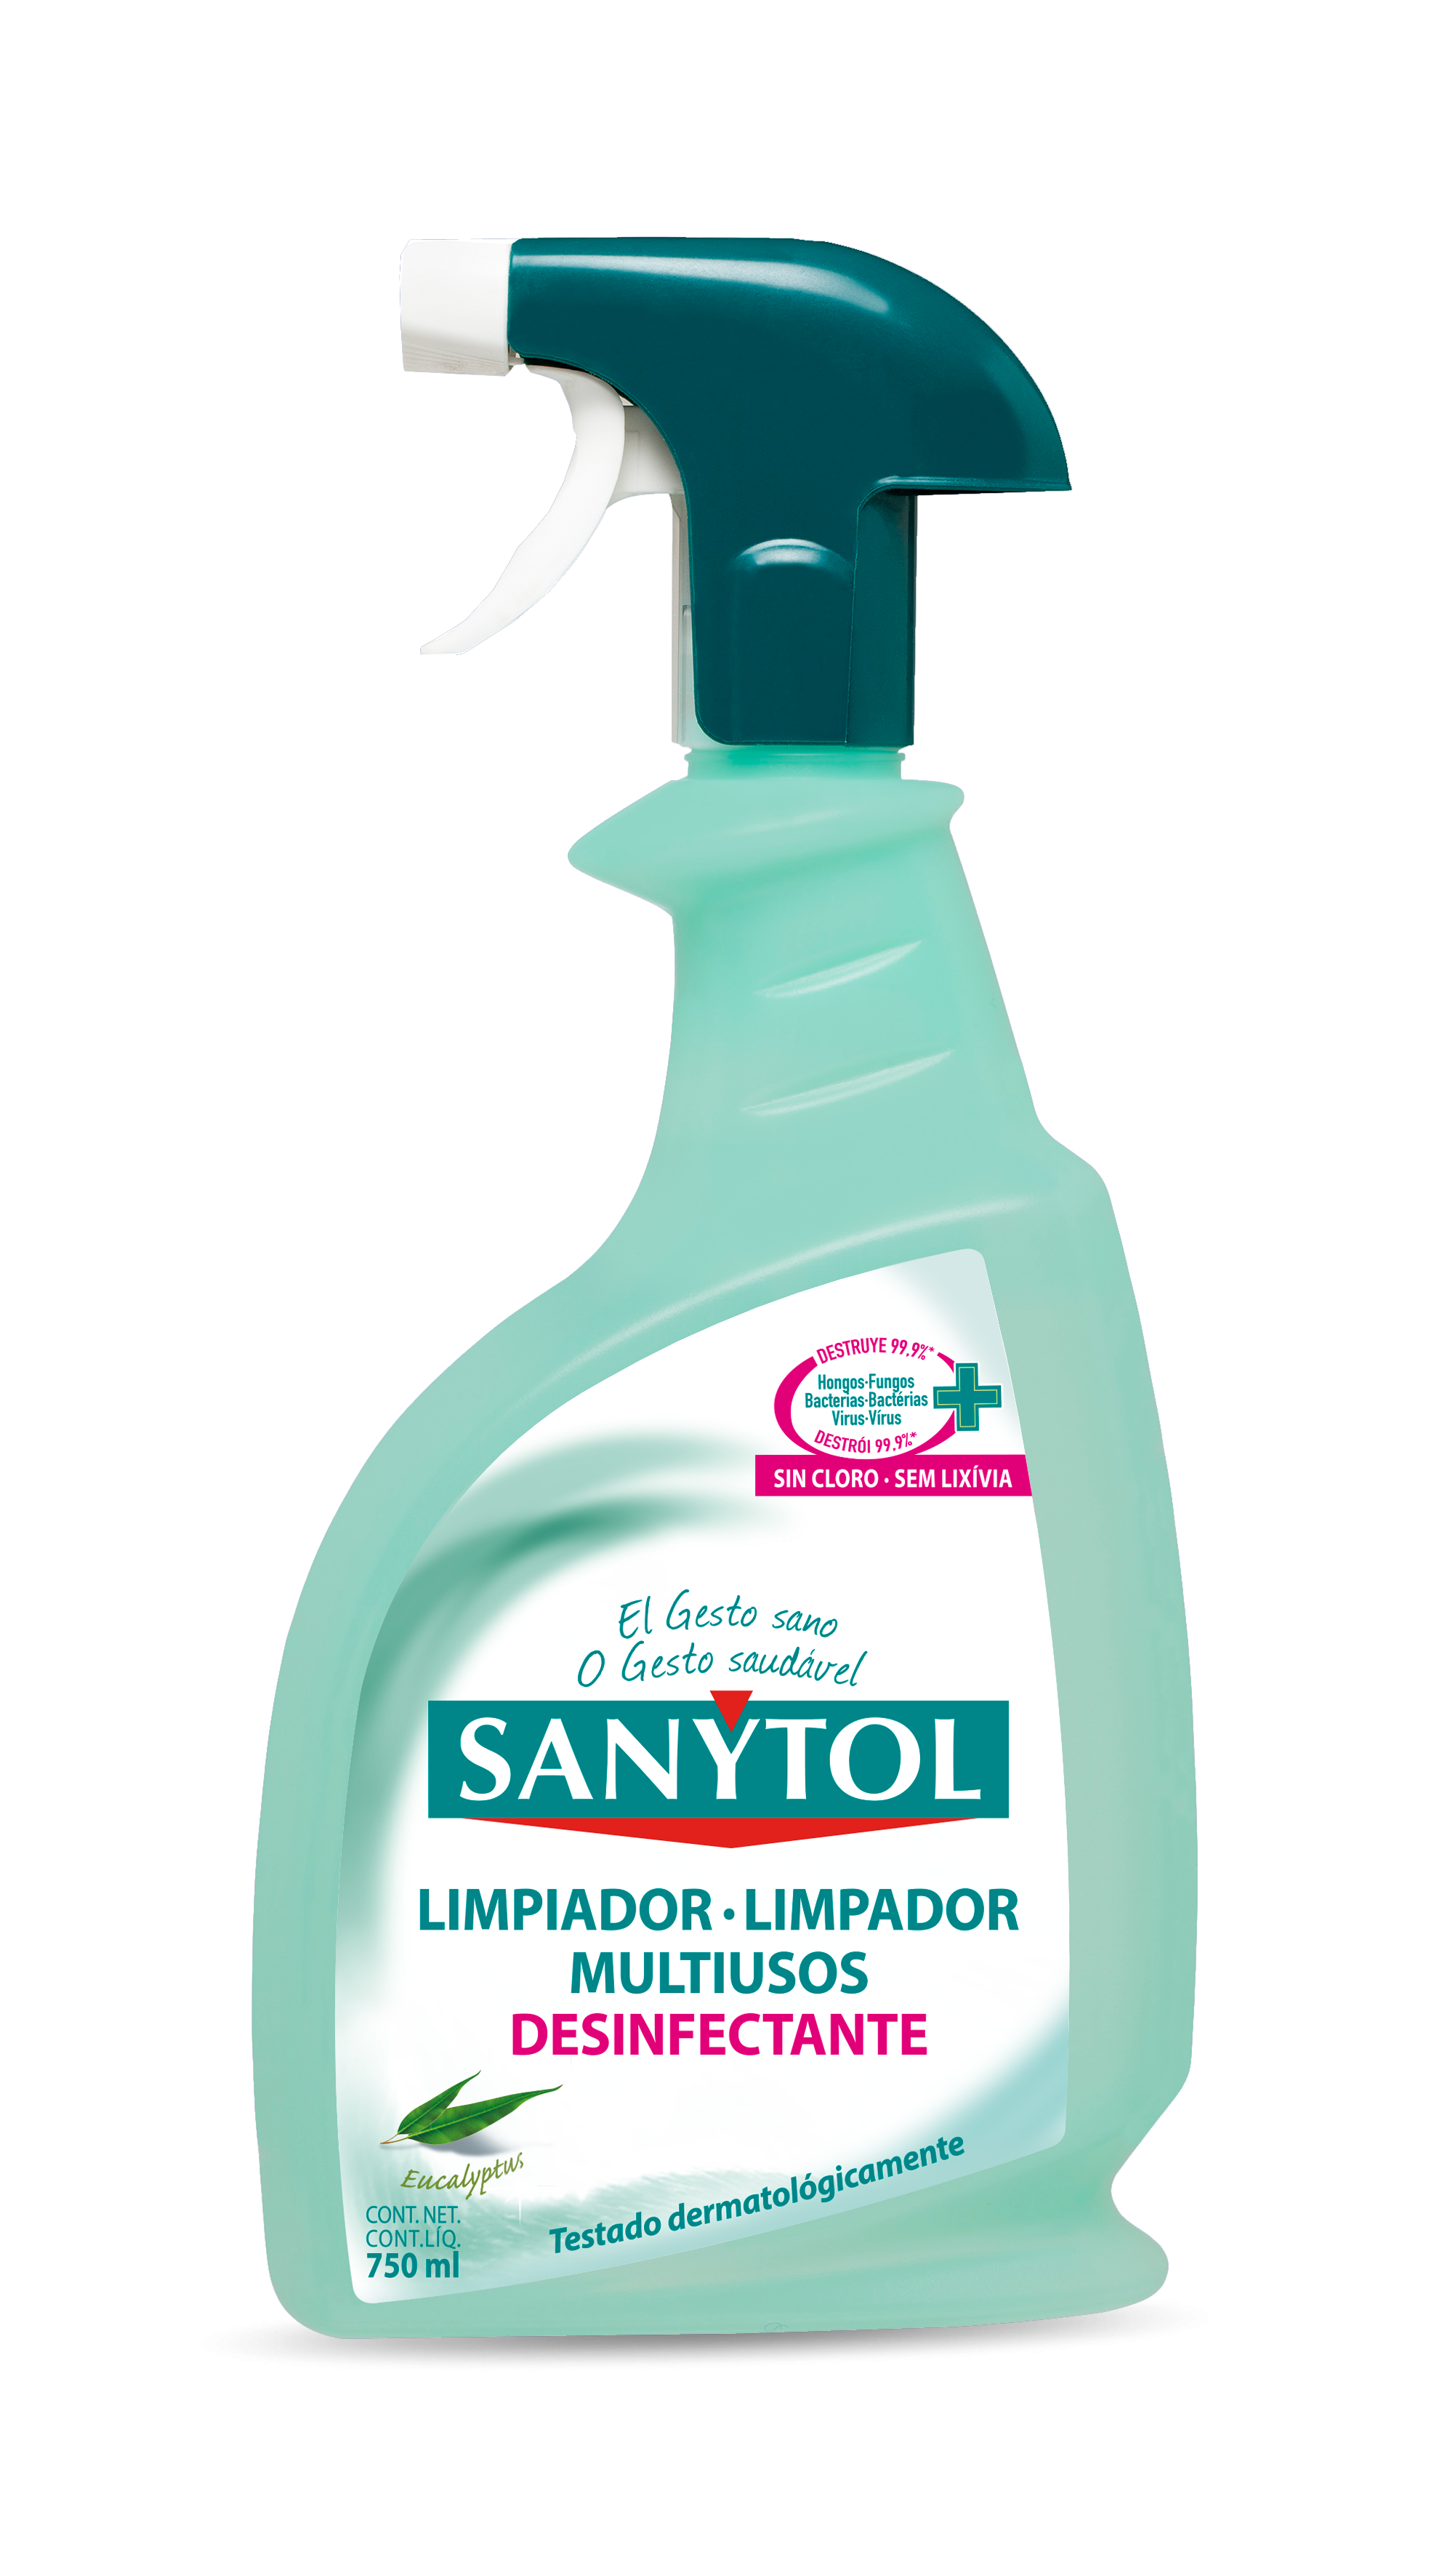 DESTRUYE 99,9%*
Hongos·Fungos
Bacterias·Bactérias
Virus·Vírus
DESTRÓI 99,9%*
SIN CLORO · SEM LIXÍVIA
El Gesto sano
O Gesto saudável
SANYTOL
LIMPIADOR · LIMPADOR
MULTIUSOS
DESINFECTANTE
Eucalyptus
CONT. NET.
CONT.LÍQ.
750 ml
Testado dermatológicamente